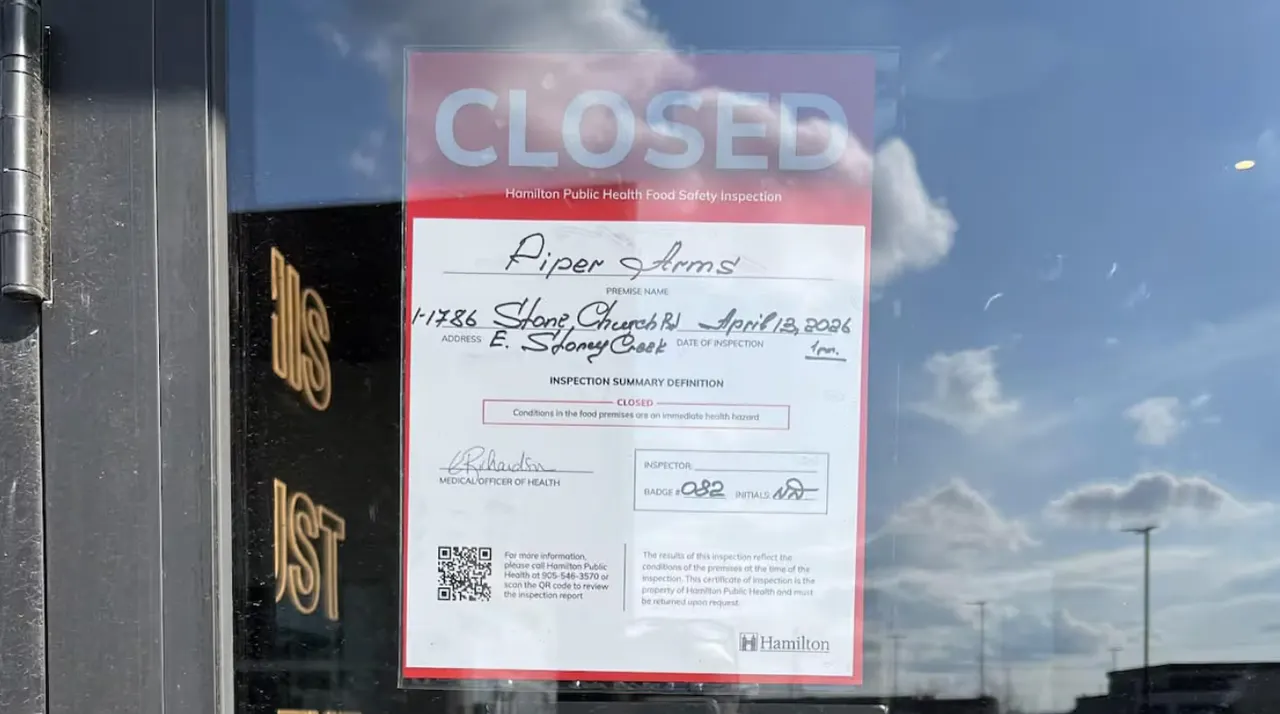 CLOSED
Hamilton Public Health Food Safety Inspection
Piper Arms
PREMISE NAME
1-1786 Stone Church Rd April 13, 2026
ADDRESS E. Stoney Creek DATE OF INSPECTION 1pm.
INSPECTION SUMMARY DEFINITION
CLOSED
Conditions in the food premises are an immediate health hazard
CRichardson
MEDICAL OFFICER OF HEALTH
INSPECTOR:
BADGE # 082 INITIALS:
For more information,
please call Hamilton Public
Health at 905-546-3570 or
scan the QR code to review
the inspection report
The results of this inspection reflect the
conditions of the premises at the time of the
inspection. This certificate of inspection is the
property of Hamilton Public Health and must
be returned upon request.
Hamilton
UST